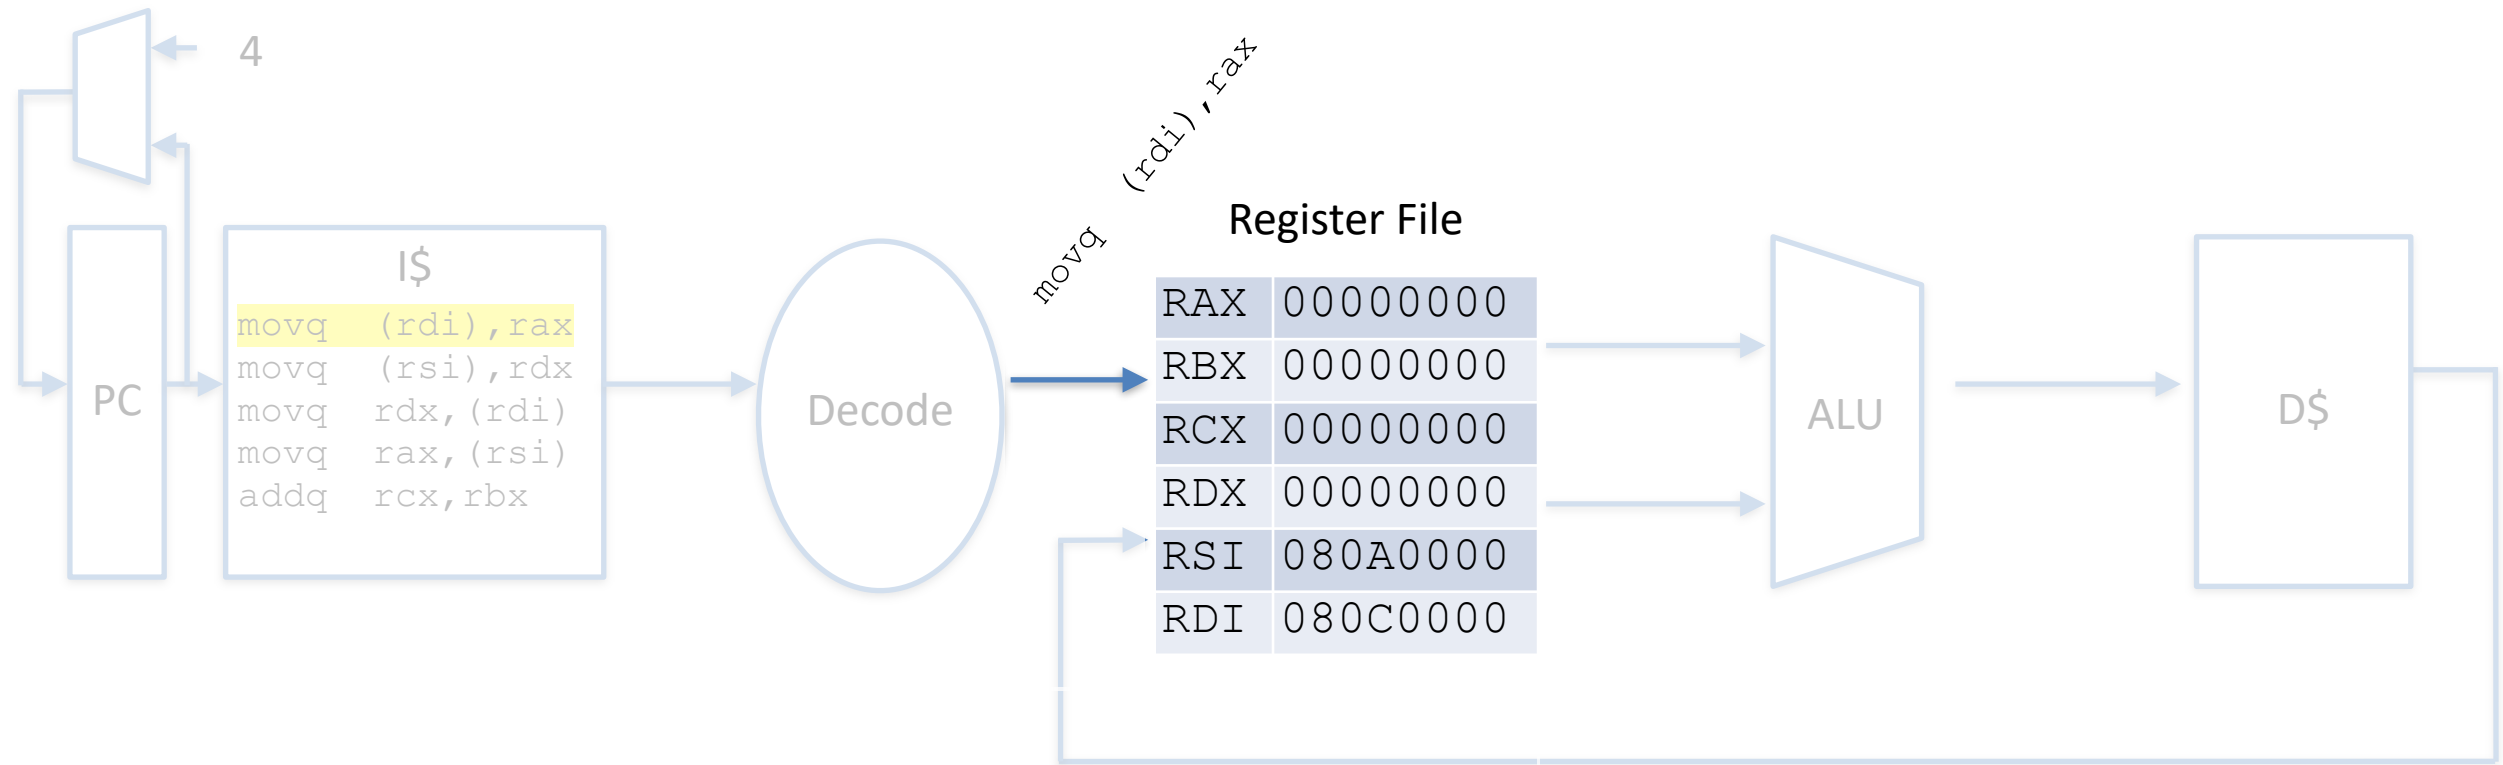 4
movq (rdi),rax
Register File
I$
movq (rdi),rax
movq (rsi),rdx
movq rdx,(rdi)
movq rax,(rsi)
addq rcx,rbx
PC
Decode
RAX 00000000
RBX 00000000
RCX 00000000
RDX 00000000
RSI 080A0000
RDI 080C0000
ALU
D$